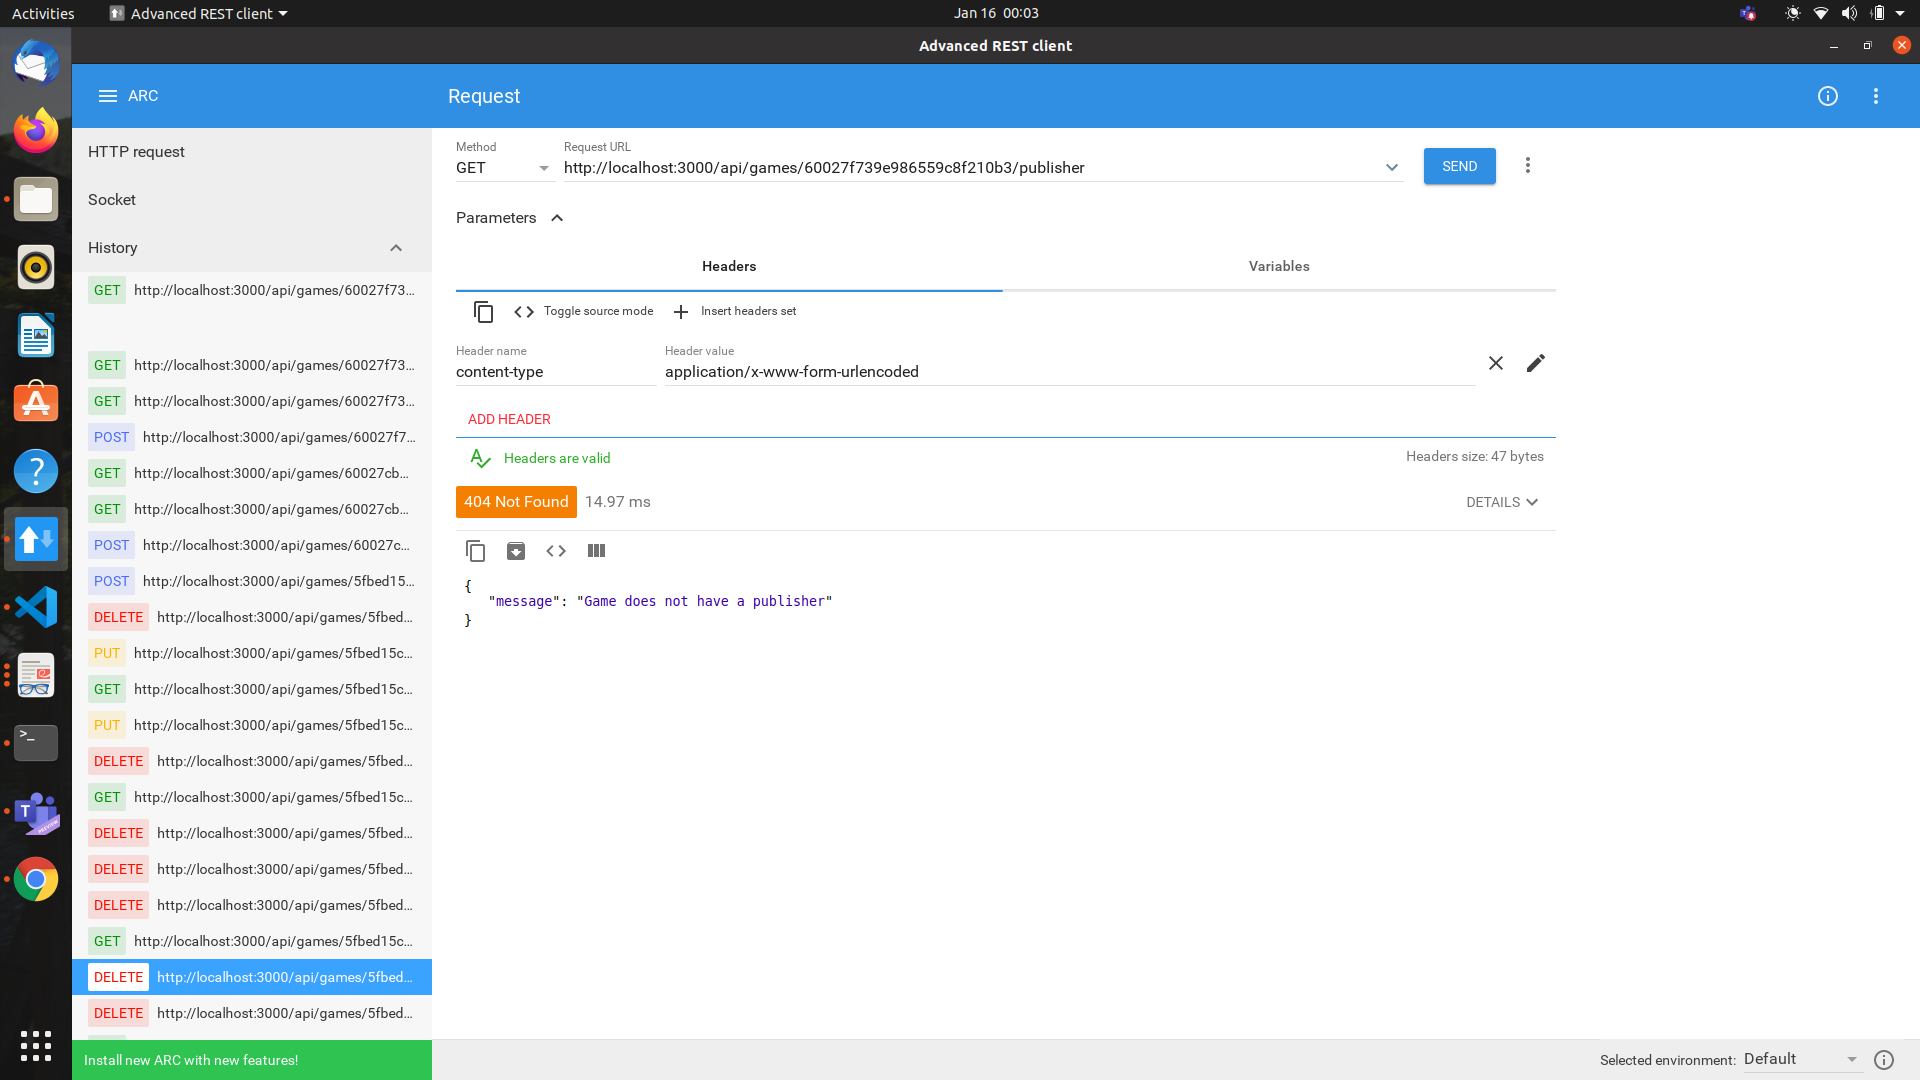 Activities
Advanced REST client
Jan 16 00:03
Advanced REST client
ARC
Request
HTTP request
Socket
History
GET http://localhost:3000/api/games/60027f73...
GET http://localhost:3000/api/games/60027f73...
GET http://localhost:3000/api/games/60027f73...
POST http://localhost:3000/api/games/60027f7...
GET http://localhost:3000/api/games/60027cb...
GET http://localhost:3000/api/games/60027cb...
POST http://localhost:3000/api/games/60027c...
POST http://localhost:3000/api/games/5fbed15...
DELETE http://localhost:3000/api/games/5fbed...
PUT http://localhost:3000/api/games/5fbed15c...
GET http://localhost:3000/api/games/5fbed15c...
PUT http://localhost:3000/api/games/5fbed15c...
DELETE http://localhost:3000/api/games/5fbed...
GET http://localhost:3000/api/games/5fbed15c...
DELETE http://localhost:3000/api/games/5fbed...
DELETE http://localhost:3000/api/games/5fbed...
DELETE http://localhost:3000/api/games/5fbed...
GET http://localhost:3000/api/games/5fbed15c...
DELETE http://localhost:3000/api/games/5fbed...
DELETE http://localhost:3000/api/games/5fbed...
Install new ARC with new features!
Method
GET
Request URL
http://localhost:3000/api/games/60027f739e986559c8f210b3/publisher
SEND
Parameters
Headers
Variables
Toggle source mode
Insert headers set
Header name
content-type
Header value
application/x-www-form-urlencoded
ADD HEADER
Headers are valid
Headers size: 47 bytes
404 Not Found
14.97 ms
DETAILS
{
"message": "Game does not have a publisher"
}
Selected environment: Default